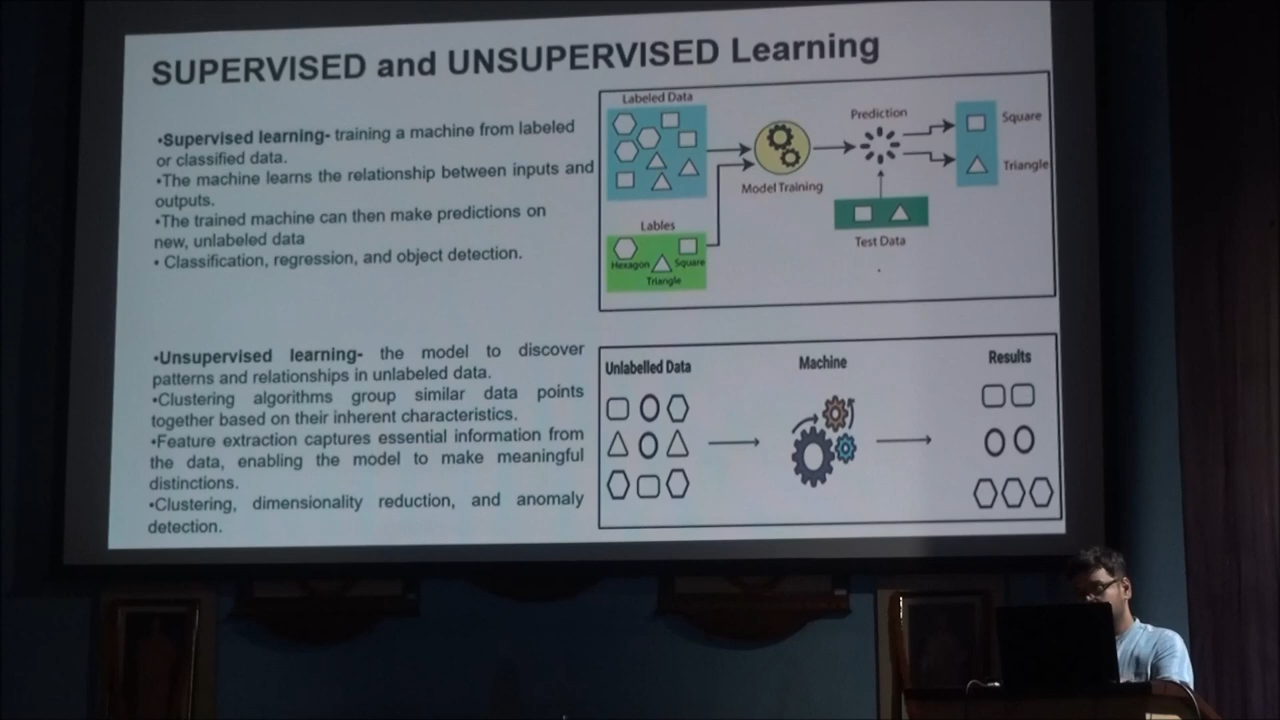 SUPERVISED and UNSUPERVISED Learning
•Supervised learning- training a machine from labeled
or classified data.
•The machine learns the relationship between inputs and
outputs.
•The trained machine can then make predictions on
new, unlabeled data
• Classification, regression, and object detection.
Labeled Data
Lables
Hexagon
Square
Triangle
Model Training
Prediction
Test Data
Square
Triangle
•Unsupervised learning- the model to discover
patterns and relationships in unlabeled data.
•Clustering algorithms group similar data points
together based on their inherent characteristics.
•Feature extraction captures essential information from
the data, enabling the model to make meaningful
distinctions.
•Clustering, dimensionality reduction, and anomaly
detection.
Unlabelled Data
Machine
Results